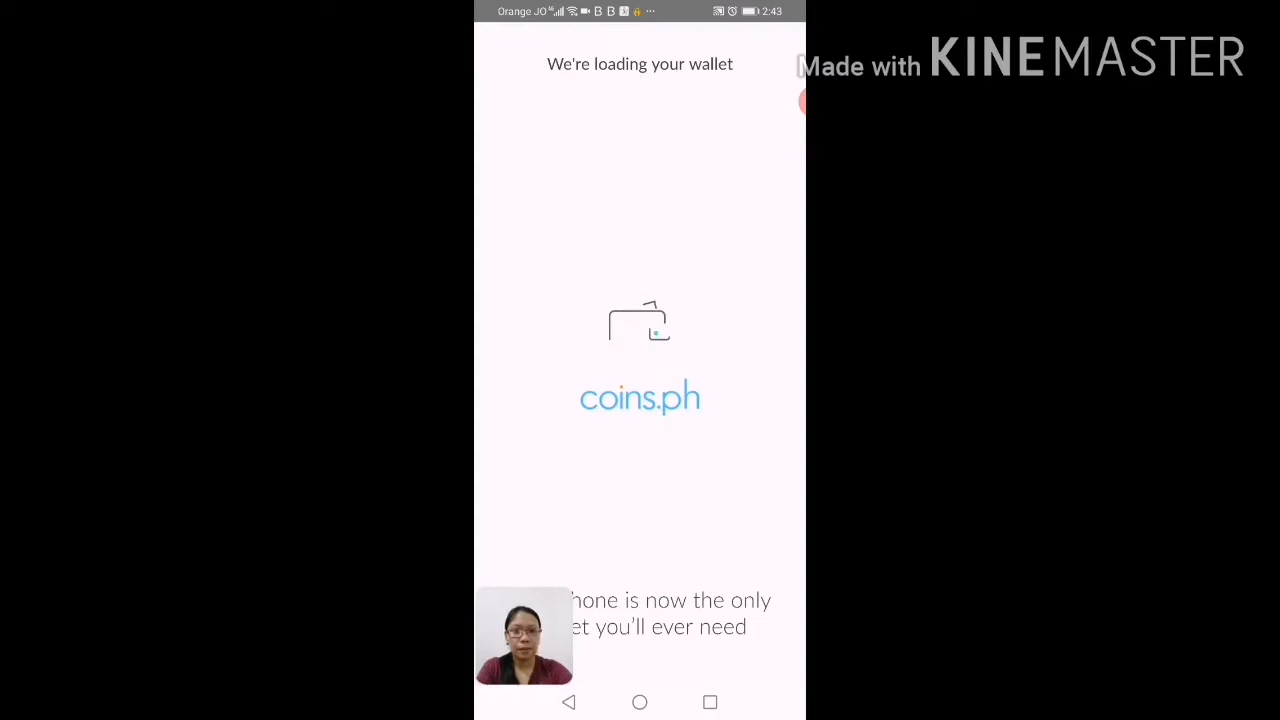 Orange JO 2:43
We're loading your wallet
Made with KINEMASTER
coins.ph
hone is now the only
et you'll ever need